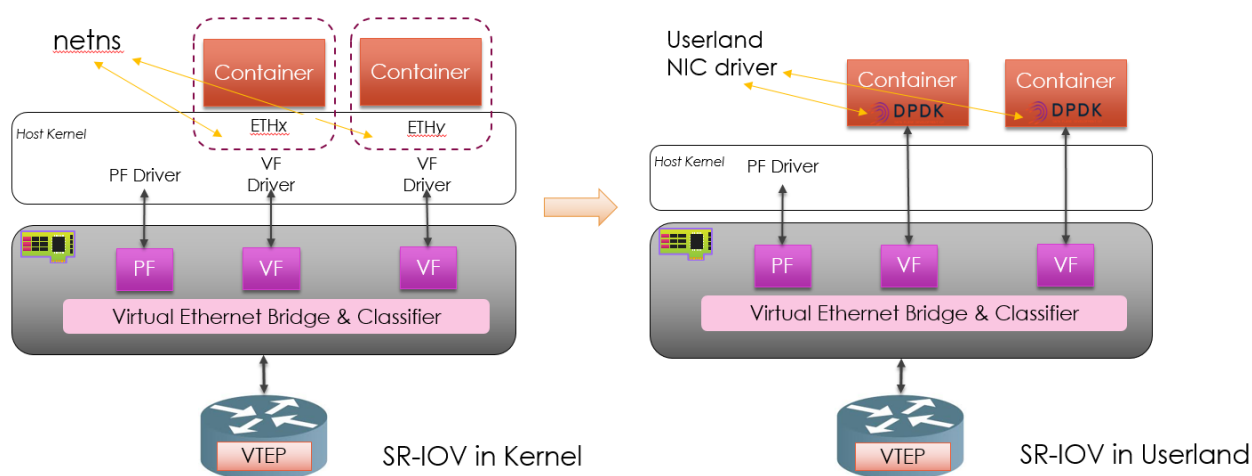 netns
Container
Container
Host Kernel
ETHx
ETHy
PF Driver
VF
Driver
VF
Driver
PF
VF
VF
Virtual Ethernet Bridge & Classifier
VTEP
SR-IOV in Kernel
Userland
NIC driver
Container
DPDK
Container
DPDK
Host Kernel
PF Driver
PF
VF
VF
Virtual Ethernet Bridge & Classifier
VTEP
SR-IOV in Userland